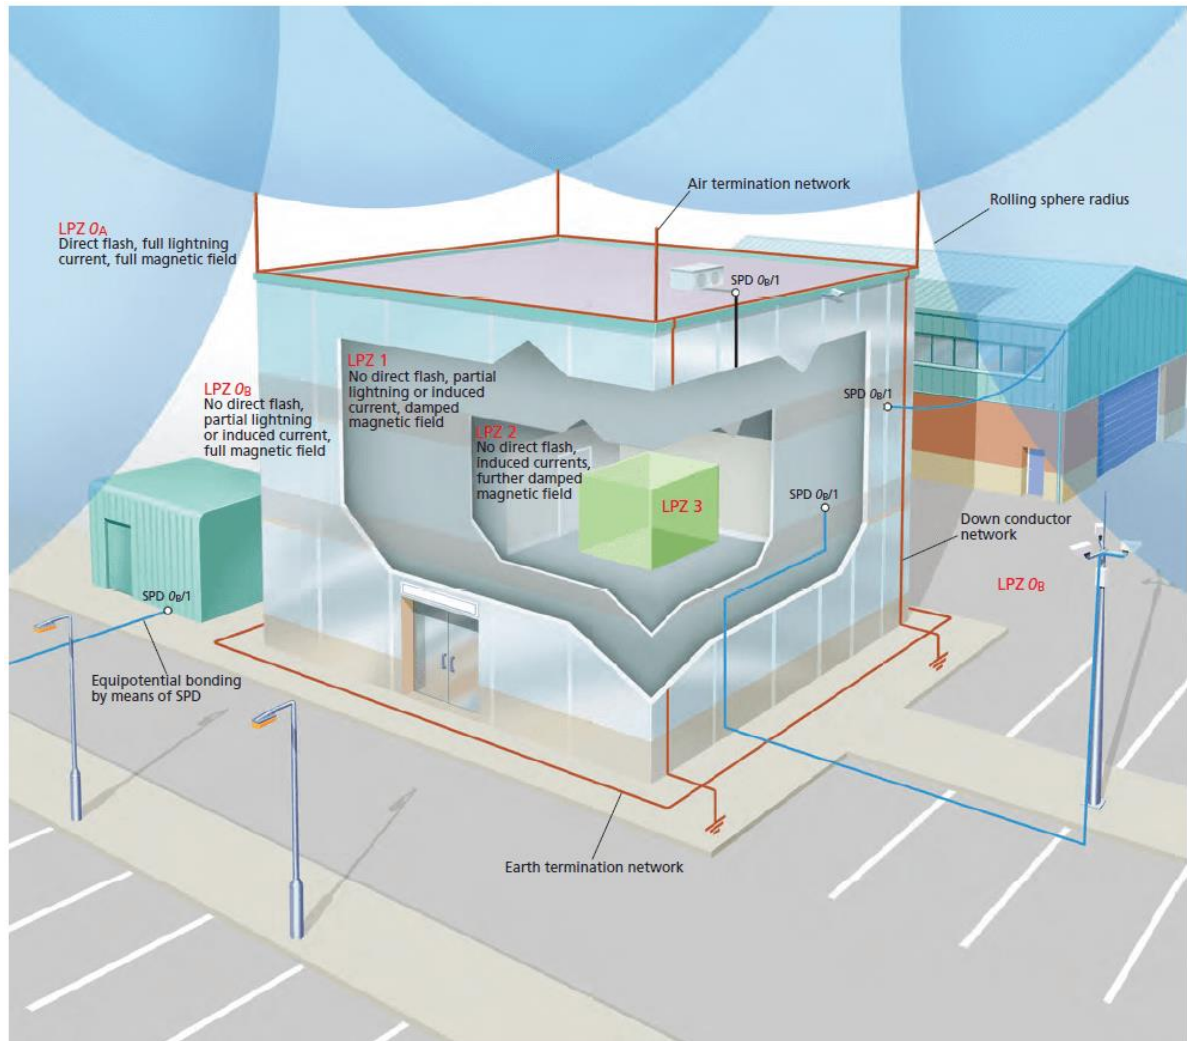 Air termination network
Rolling sphere radius
LPZ 0A
Direct flash, full lightning
current, full magnetic field
SPD 0B/1
LPZ 1
No direct flash, partial
lightning or induced
current, damped
magnetic field
LPZ 0B
No direct flash,
partial lightning
or induced current,
full magnetic field
SPD 0B/1
LPZ 2
No direct flash,
induced currents,
further damped
magnetic field
LPZ 3
SPD 0B/1
Down conductor
network
LPZ 0B
SPD 0B/1
Equipotential bonding
by means of SPD
Earth termination network